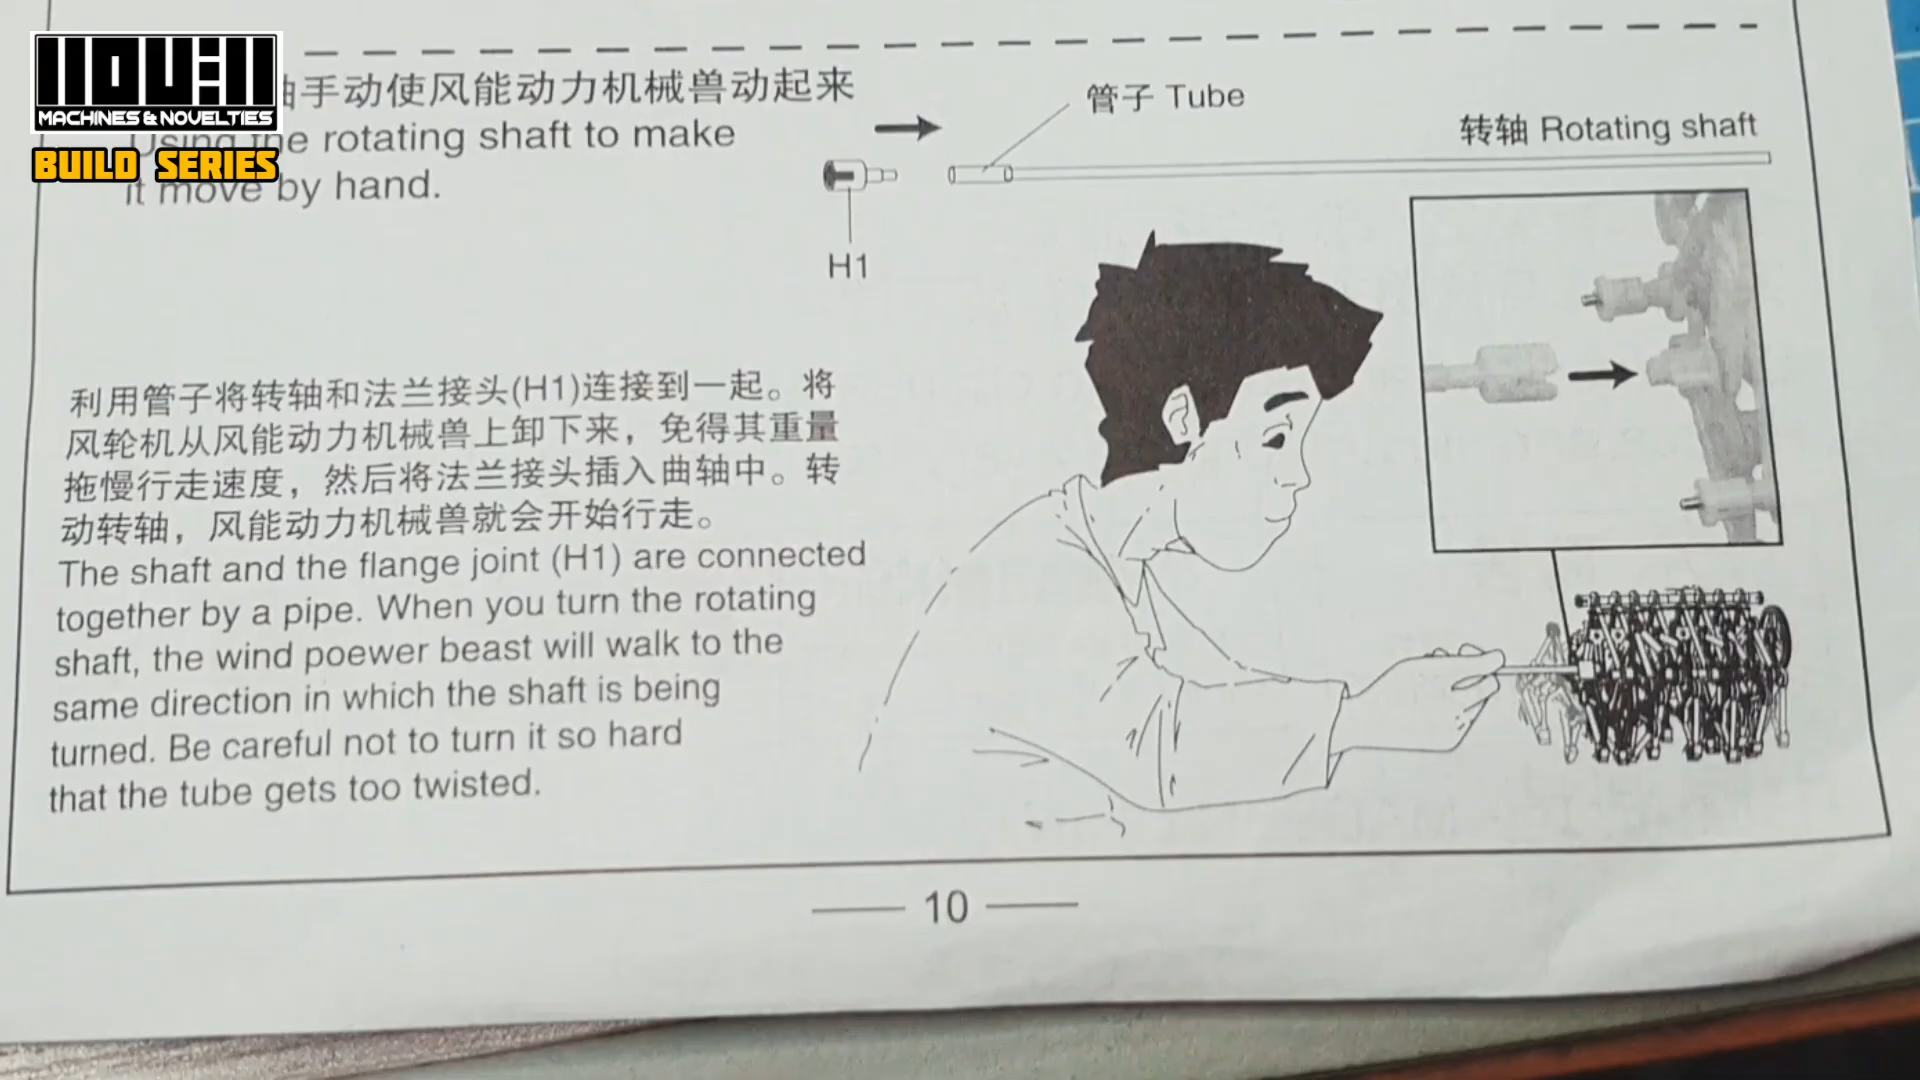 MACHINES & NOVELTIES
BUILD SERIES
手动使风能动力机械兽动起来
Using the rotating shaft to make
it move by hand.
管子 Tube
转轴 Rotating shaft
H1
利用管子将转轴和法兰接头(H1)连接到一起。将
风轮机从风能动力机械兽上卸下来，免得其重量
拖慢行走速度，然后将法兰接头插入曲轴中。转
动转轴，风能动力机械兽就会开始行走。
The shaft and the flange joint (H1) are connected
together by a pipe. When you turn the rotating
shaft, the wind poewer beast will walk to the
same direction in which the shaft is being
turned. Be careful not to turn it so hard
that the tube gets too twisted.
10